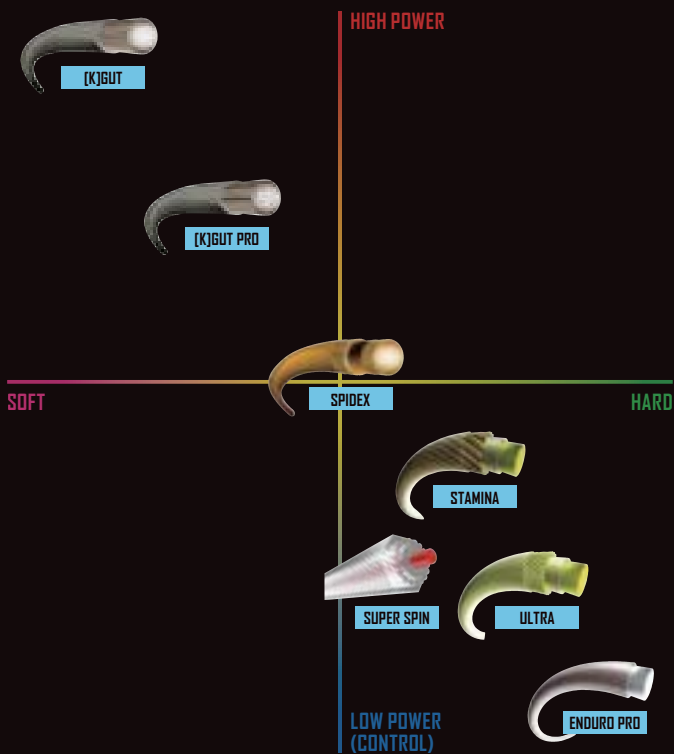 HIGH POWER
[K]GUT
[K]GUT PRO
SPIDEX
SOFT
HARD
STAMINA
SUPER SPIN
ULTRA
ENDURO PRO
LOW POWER
(CONTROL)